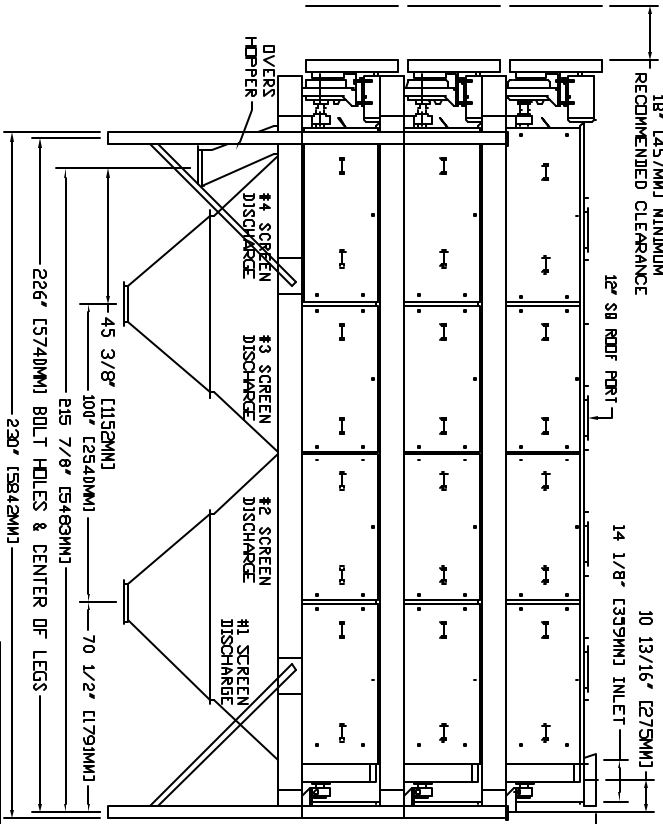 18" [457MM] MINIMUM
RECOMMENDED CLEARANCE
12" SQ ROOF PORT
14 1/8" [359MM] INLET
10 13/16" [275MM]
OVERS
HOPPER
#4 SCREEN
DISCHARGE
#3 SCREEN
DISCHARGE
#2 SCREEN
DISCHARGE
#1 SCREEN
DISCHARGE
45 3/8" [1152MM]
100" [2540MM]
70 1/2" [1791MM]
215 7/8" [5483MM]
226" [5740MM] BOLT HOLES & CENTER OF LEGS
230" [5842MM]